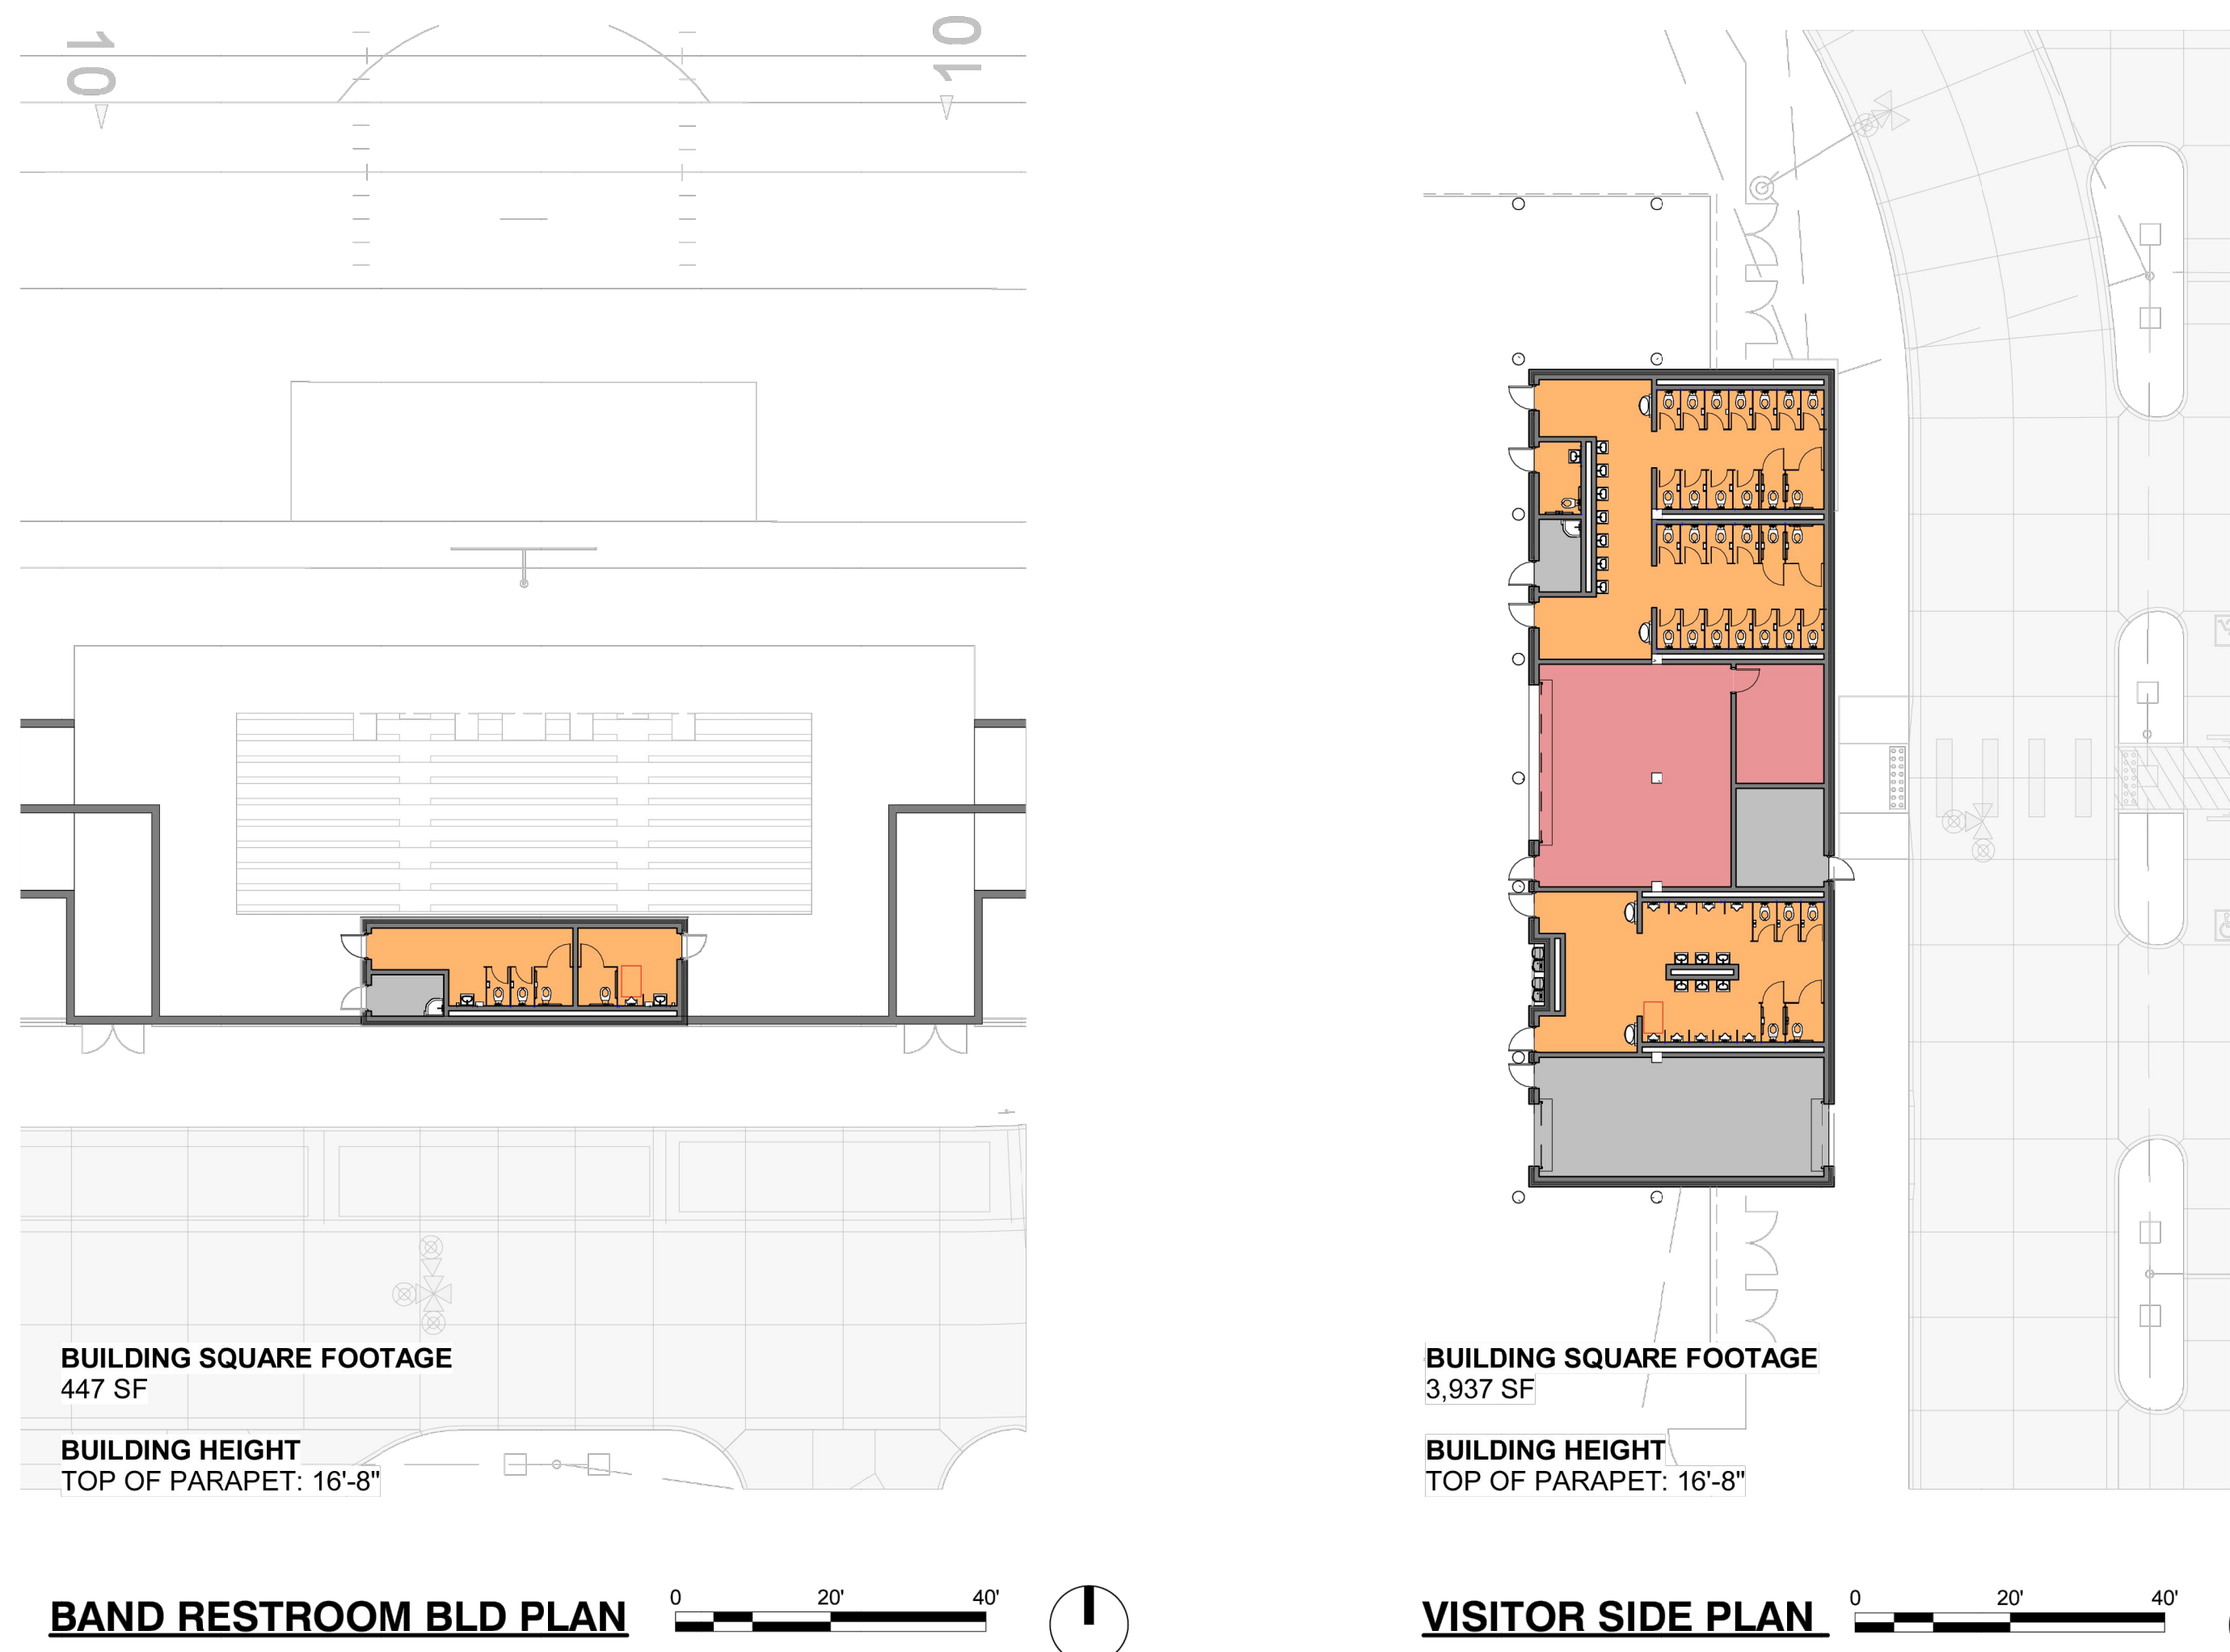 10
10
BUILDING SQUARE FOOTAGE
447 SF
BUILDING HEIGHT
TOP OF PARAPET: 16'-8"
BAND RESTROOM BLD PLAN
0 20' 40'
BUILDING SQUARE FOOTAGE
3,937 SF
BUILDING HEIGHT
TOP OF PARAPET: 16'-8"
VISITOR SIDE PLAN
0 20' 40'